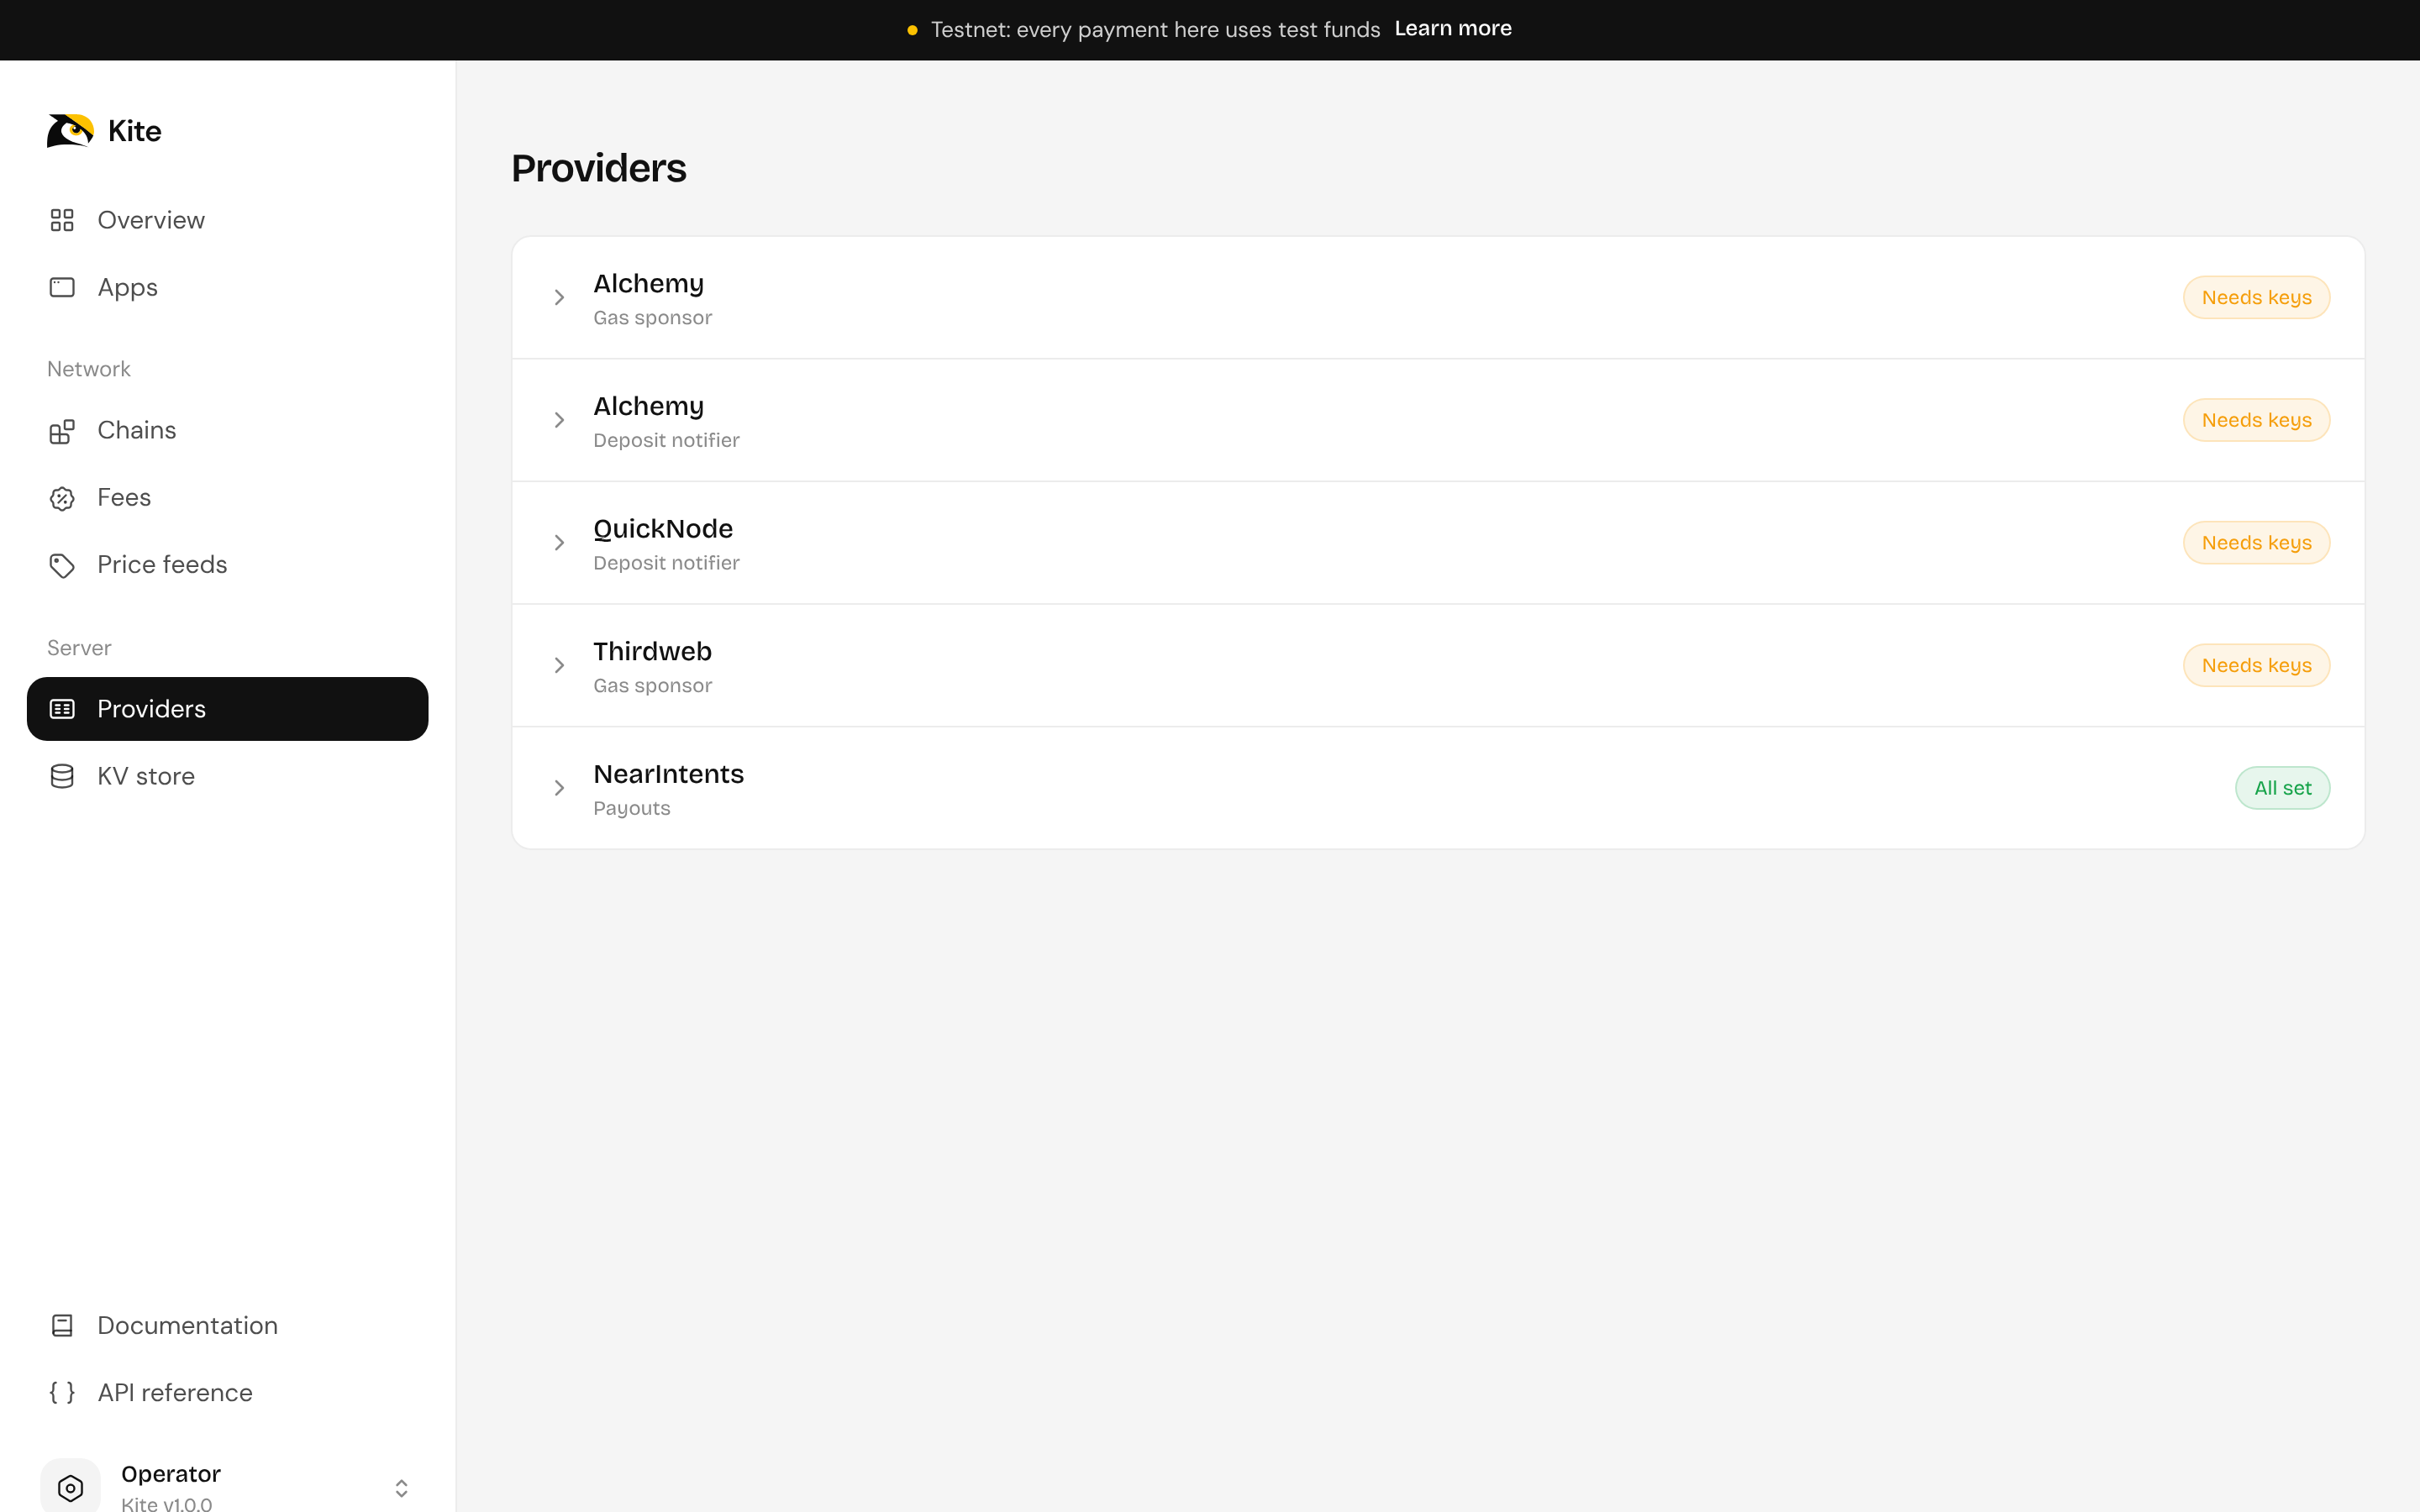 Testnet: every payment here uses test funds Learn more
Kite
Overview
Apps
Network
Chains
Fees
Price feeds
Server
Providers
KV store
Documentation
API reference
Operator
Kite v1.0.0
Providers
Alchemy
Gas sponsor
Needs keys
Alchemy
Deposit notifier
Needs keys
QuickNode
Deposit notifier
Needs keys
Thirdweb
Gas sponsor
Needs keys
NearIntents
Payouts
All set